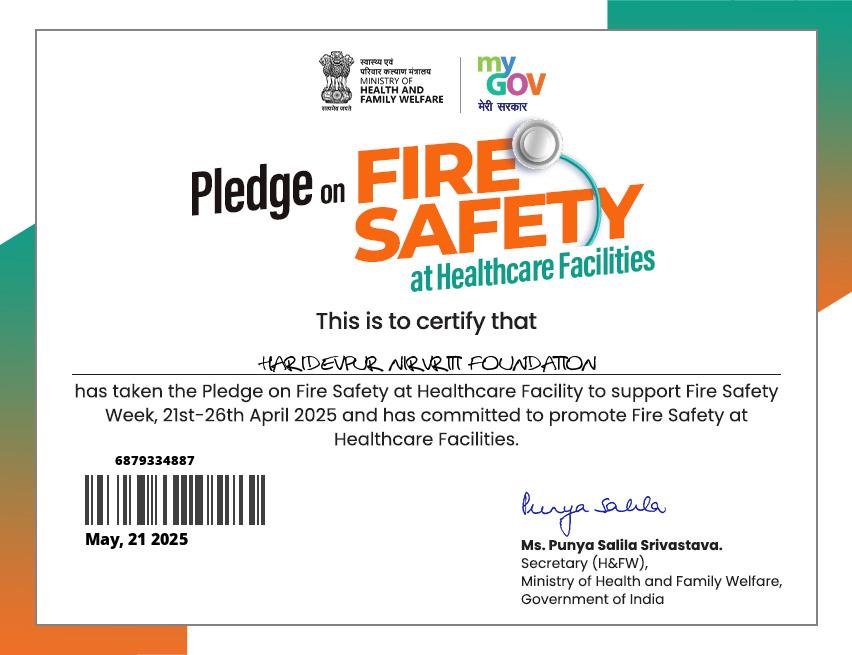 स्वास्थ्य एवं
परिवार कल्याण मंत्रालय
MINISTRY OF
HEALTH AND
FAMILY WELFARE
सत्यमेव जयते
my
GOV
मेरी सरकार
Pledge on FIRE
SAFETY
at Healthcare Facilities
This is to certify that
HARIDEVPUR NIRVRITI FOUNDATION
has taken the Pledge on Fire Safety at Healthcare Facility to support Fire Safety
Week, 21st-26th April 2025 and has committed to promote Fire Safety at
Healthcare Facilities.
6879334887
May, 21 2025
Punya Salila
Ms. Punya Salila Srivastava.
Secretary (H&FW),
Ministry of Health and Family Welfare,
Government of India